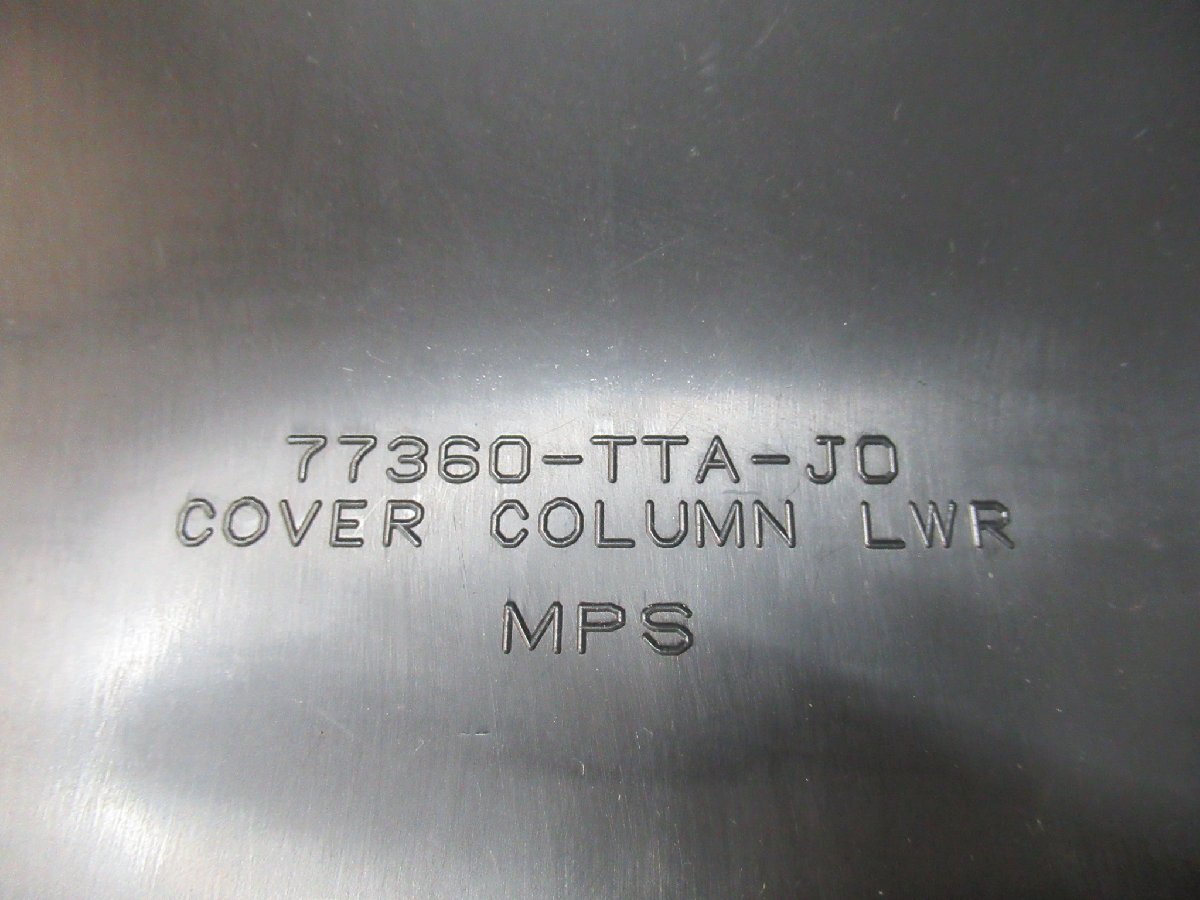 77360-TTA-J0
COVER COLUMN LWR
MPS